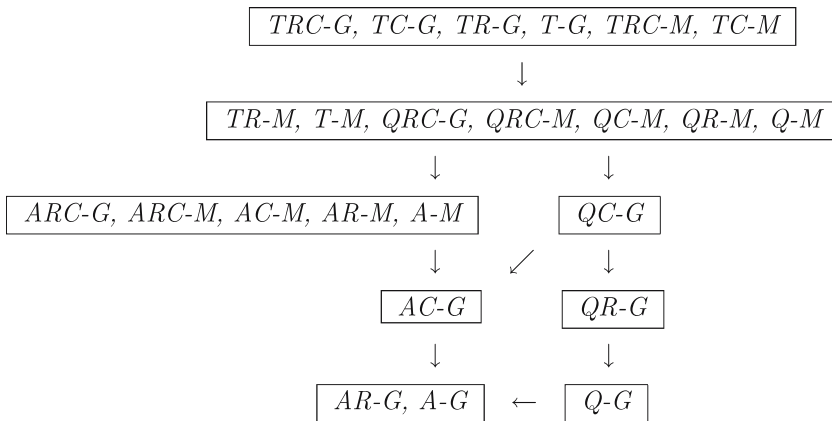 TRC-G, TC-G, TR-G, T-G, TRC-M, TC-M
↓
TR-M, T-M, QRC-G, QRC-M, QC-M, QR-M, Q-M
↓ ↓
ARC-G, ARC-M, AC-M, AR-M, A-M QC-G
↓ ↙ ↓
AC-G QR-G
↓ ↓
AR-G, A-G ← Q-G